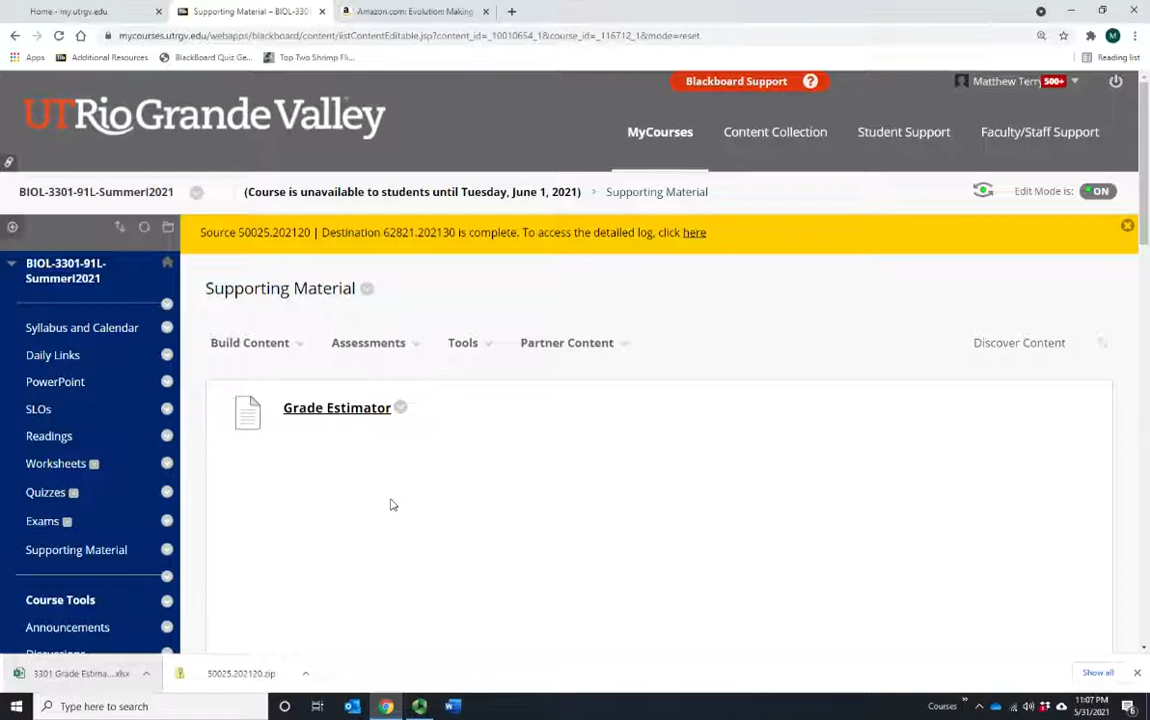 Home - my.utrgv.edu
Supporting Material – BIOL-330
Amazon.com: Evolution: Making
mycourses.utrgv.edu/webapps/blackboard/content/listContentEditable.jsp?content_id=_10010654_1&course_id=_116712_1&mode=reset
Apps
Additional Resources
BlackBoard Quiz Ge...
Top Two Shrimp Fli...
Reading list
Blackboard Support ?
Matthew Terry 500+
UTRio Grande Valley
MyCourses
Content Collection
Student Support
Faculty/Staff Support
BIOL-3301-91L-SummerI2021
(Course is unavailable to students until Tuesday, June 1, 2021)
> Supporting Material
Edit Mode is: ON
Source 50025.202120 | Destination 62821.202130 is complete. To access the detailed log, click here
BIOL-3301-91L-
SummerI2021
Supporting Material
Syllabus and Calendar
Daily Links
PowerPoint
SLOs
Readings
Worksheets
Quizzes
Exams
Supporting Material
Course Tools
Announcements
Discussions
Build Content
Assessments
Tools
Partner Content
Discover Content
Grade Estimator
3301 Grade Estima....xlsx
50025.202120.zip
Show all
Type here to search
Courses
11:07 PM
5/31/2021